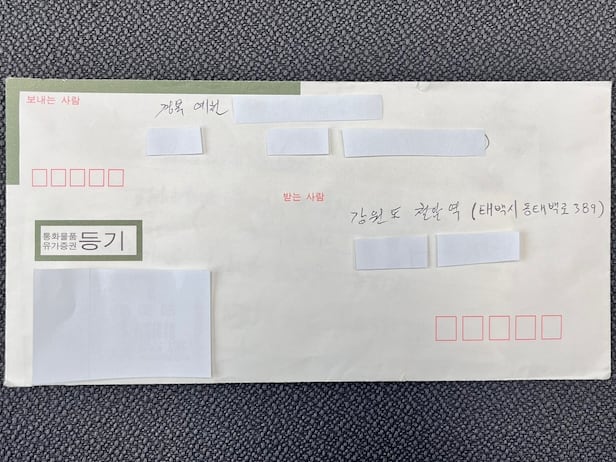 보내는 사람
경북 예천
받는 사람
강원도 철암역 (태백시 동태백로 389)
통화물품
유가증권 등기